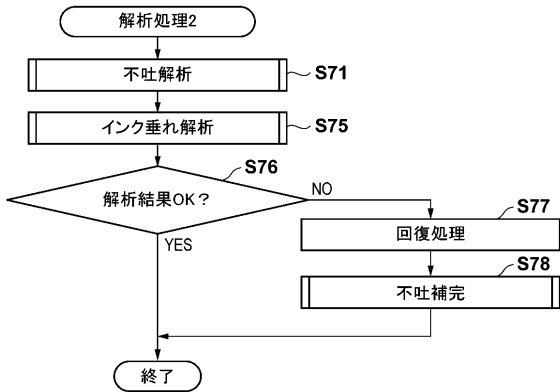 解析処理2
不吐解析
S71
インク垂れ解析
S75
S76
解析結果OK?
NO
YES
S77
回復処理
S78
不吐補完
終了